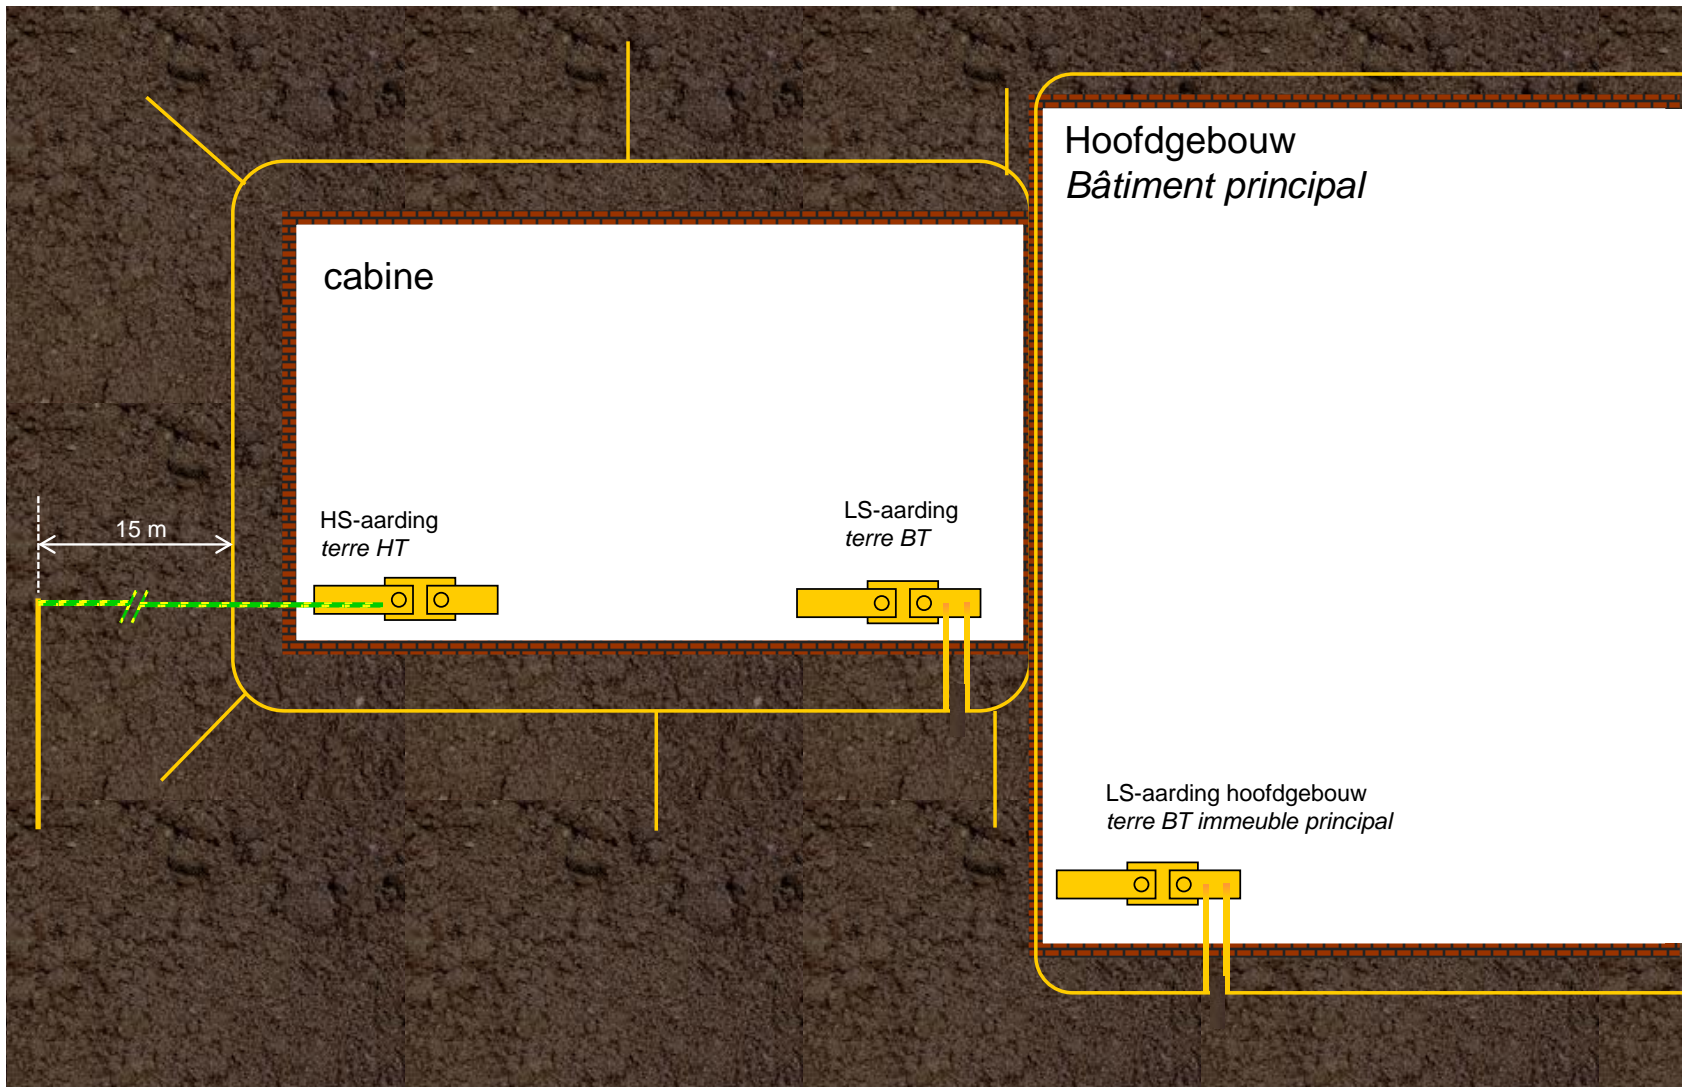 Hoofdgebouw
Bâtiment principal
cabine
HS-aarding
terre HT
LS-aarding
terre BT
15 m
LS-aarding hoofdgebouw
terre BT immeuble principal